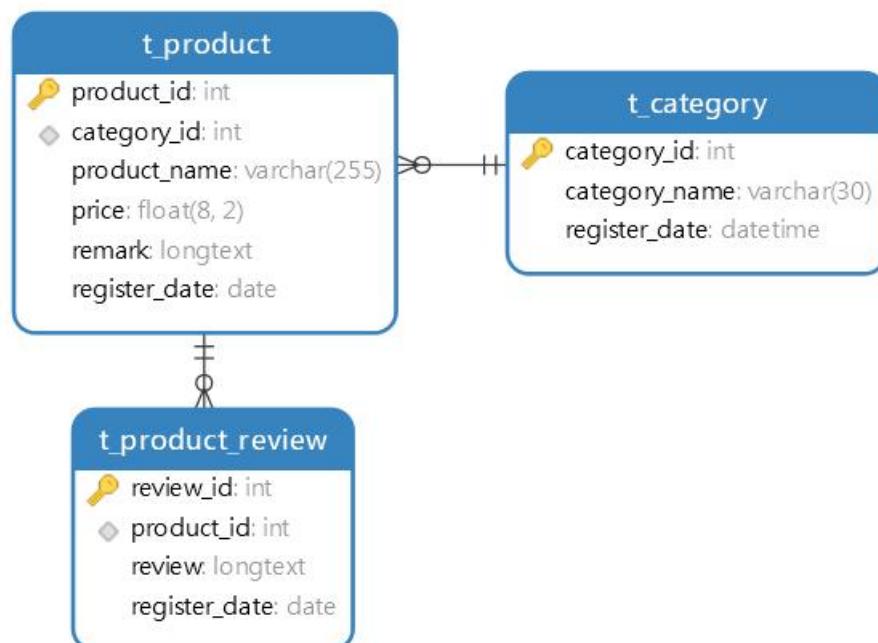 t_product
product_id: int
category_id: int
product_name: varchar(255)
price: float(8, 2)
remark: longtext
register_date: date
t_category
category_id: int
category_name: varchar(30)
register_date: datetime
t_product_review
review_id: int
product_id: int
review: longtext
register_date: date